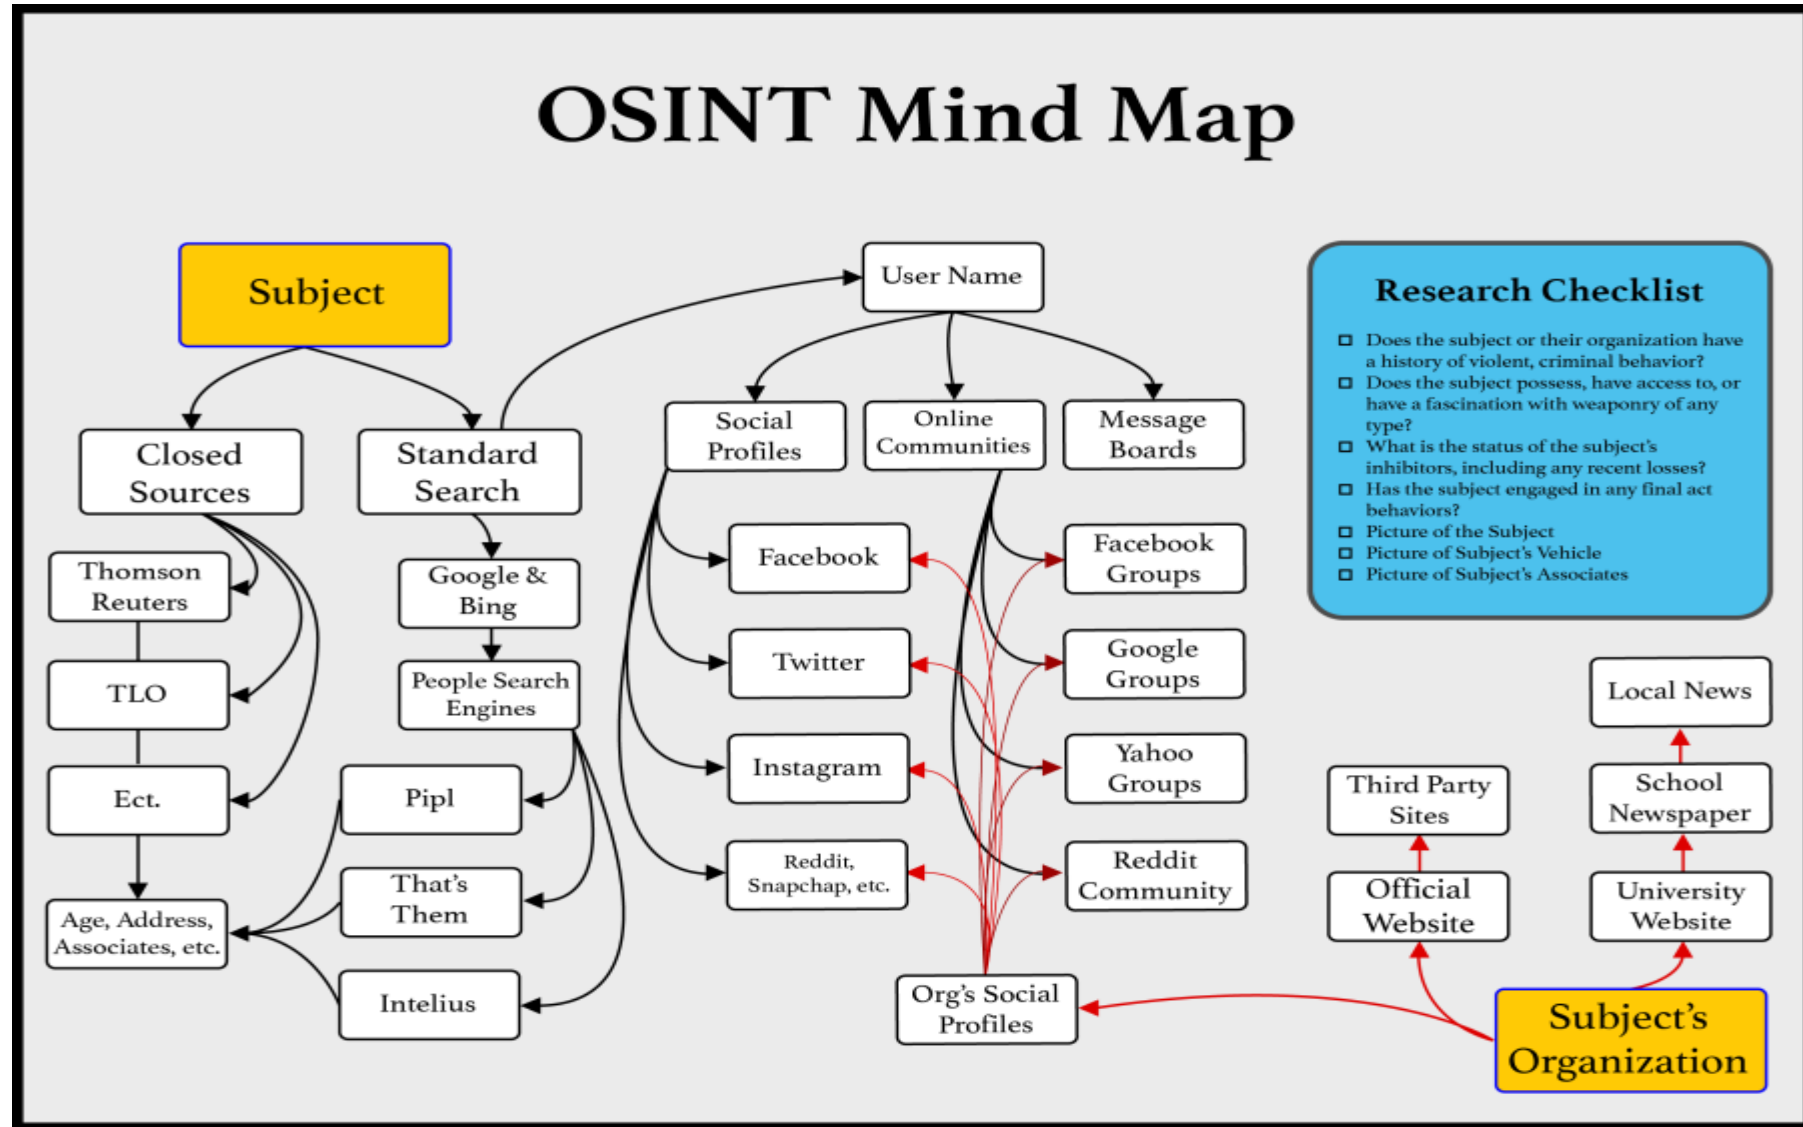 OSINT Mind Map
Subject
User Name
Research Checklist
Does the subject or their organization have
a history of violent, criminal behavior?
Does the subject possess, have access to, or
have a fascination with weaponry of any
type?
What is the status of the subject's
inhibitors, including any recent losses?
Has the subject engaged in any final act
behaviors?
Picture of the Subject
Picture of Subject's Vehicle
Picture of Subject's Associates
Closed
Sources
Standard
Search
Social
Profiles
Online
Communities
Message
Boards
Thomson
Reuters
Google &
Bing
Facebook
Facebook
Groups
TLO
People Search
Engines
Twitter
Google
Groups
Local News
Ect.
Pipl
Instagram
Yahoo
Groups
Third Party
Sites
School
Newspaper
Age, Address,
Associates, etc.
That's
Them
Reddit,
Snapchap, etc.
Reddit
Community
Official
Website
University
Website
Intelius
Org's Social
Profiles
Subject's
Organization